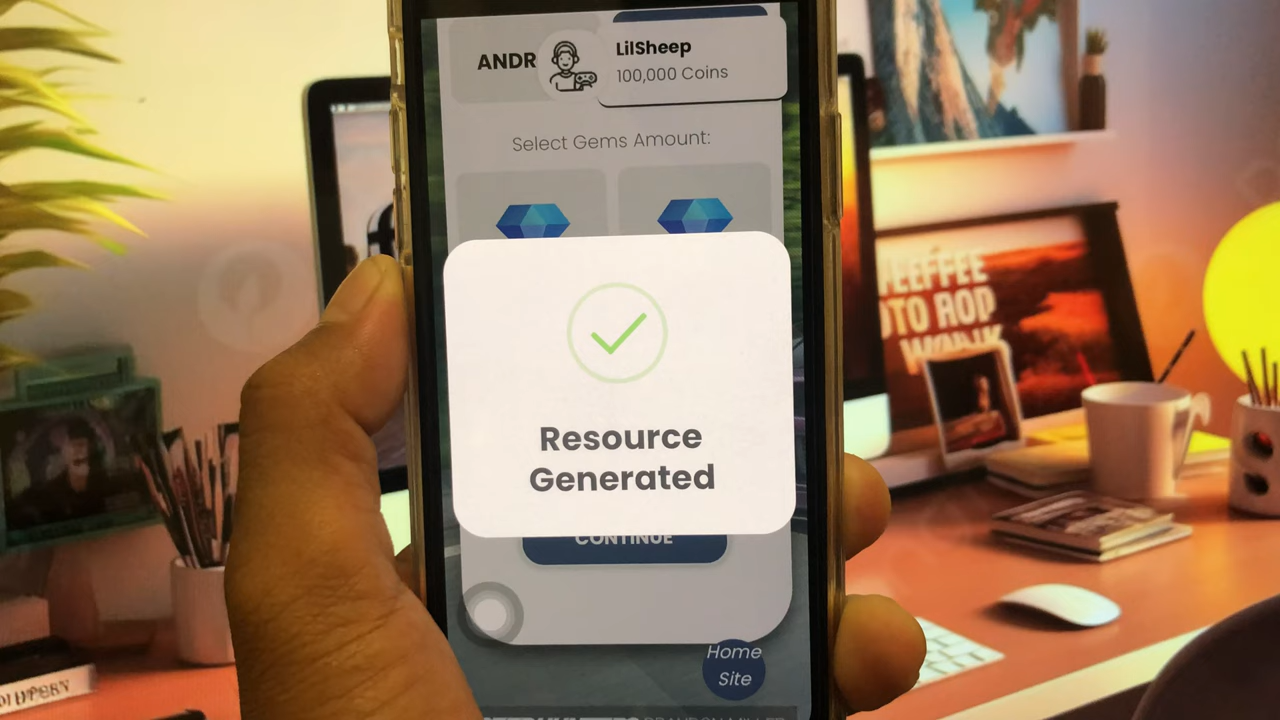 ANDR
LilSheep
100,000 Coins
Select Gems Amount:
Resource
Generated
CONTINUE
Home
Site